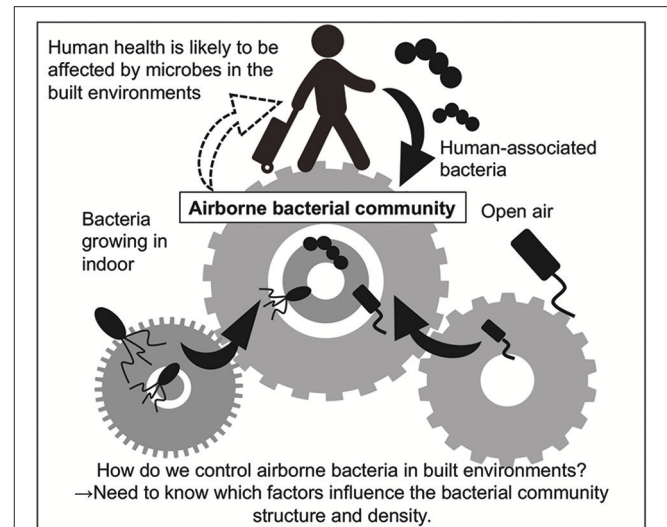 Human health is likely to be
affected by microbes in the
built environments
Human-associated
bacteria
Airborne bacterial community
Open air
Bacteria
growing in
indoor
How do we control airborne bacteria in built environments?
→Need to know which factors influence the bacterial community
structure and density.